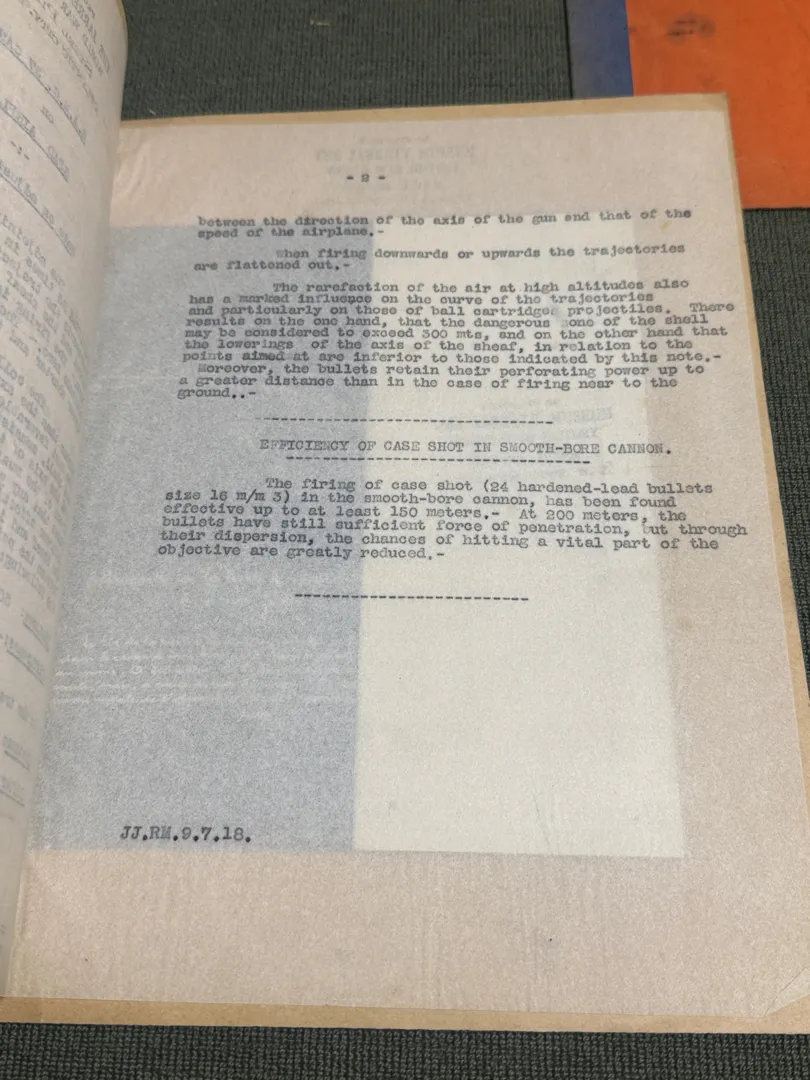 - 2 -
between the direction of the axis of the gun and that of the
speed of the airplane.-
When firing downwards or upwards the trajectories
are flattened out.-
The rarefaction of the air at high altitudes also
has a marked influence on the curve of the trajectories
and particularly on those of ball cartridges projectiles. There
results on the one hand, that the dangerous zone of the shell
may be considered to exceed 300 mts, and on the other hand that
the lowerings of the axis of the sheaf, in relation to the
points aimed at are inferior to those indicated by this note.-
Moreover, the bullets retain their perforating power up to
a greater distance than in the case of firing near to the
ground..-
EFFICIENCY OF CASE SHOT IN SMOOTH-BORE CANNON.
The firing of case shot (24 hardened-lead bullets
size 16 m/m 3) in the smooth-bore cannon, has been found
effective up to at least 150 meters.- At 200 meters, the
bullets have still sufficient force of penetration, but through
their dispersion, the chances of hitting a vital part of the
objective are greatly reduced.-
JJ.RM.9.7.18.